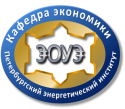 Кафедра экономики
ЭОУЭ
Петербургский энергетический институт